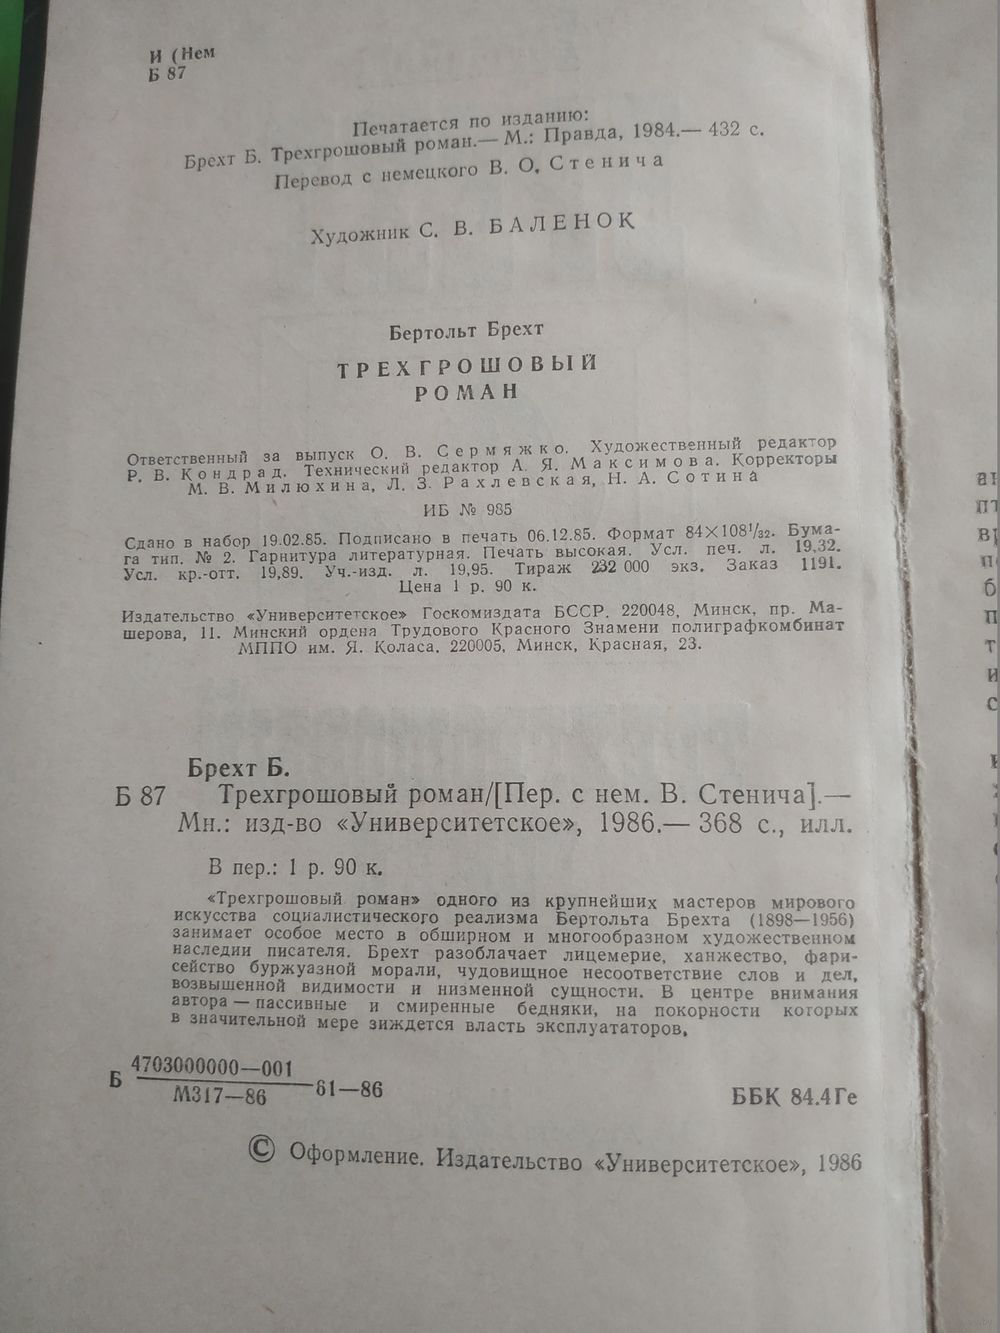 И (Нем
Б 87
Печатается по изданию:
Брехт Б. Трехгрошовый роман.— М.: Правда, 1984.— 432 с.
Перевод с немецкого В. О. Стенича
Художник С. В. БАЛЕНОК
Бертольт Брехт
ТРЕХГРОШОВЫЙ
РОМАН
Ответственный за выпуск О. В. Сермяжко. Художественный редактор
Р. В. Кондрад. Технический редактор А. Я. Максимова. Корректоры
М. В. Милюхина, Л. З. Рахлевская, Н. А. Сотина
ИБ № 985
Сдано в набор 19.02.85. Подписано в печать 06.12.85. Формат 84×108¹/₃₂. Бума-
га тип. № 2. Гарнитура литературная. Печать высокая. Усл. печ. л. 19,32.
Усл. кр.-отт. 19,89. Уч.-изд. л. 19,95. Тираж 232 000 экз. Заказ 1191.
Цена 1 р. 90 к.
Издательство «Университетское» Госкомиздата БССР. 220048, Минск, пр. Ма-
шерова, 11. Минский ордена Трудового Красного Знамени полиграфкомбинат
МППО им. Я. Коласа. 220005, Минск, Красная, 23.
Брехт Б.
Б 87 Трехгрошовый роман/[Пер. с нем. В. Стенича].—
Мн.: изд-во «Университетское», 1986.— 368 с., илл.
В пер.: 1 р. 90 к.
«Трехгрошовый роман» одного из крупнейших мастеров мирового
искусства социалистического реализма Бертольта Брехта (1898—1956)
занимает особое место в обширном и многообразном художественном
наследии писателя. Брехт разоблачает лицемерие, ханжество, фари-
сейство буржуазной морали, чудовищное несоответствие слов и дел,
возвышенной видимости и низменной сущности. В центре внимания
автора — пассивные и смиренные бедняки, на покорности которых
в значительной мере зиждется власть эксплуататоров.
Б 4703000000—001
М317—86 61—86
ББК 84.4Ге
© Оформление. Издательство «Университетское», 1986